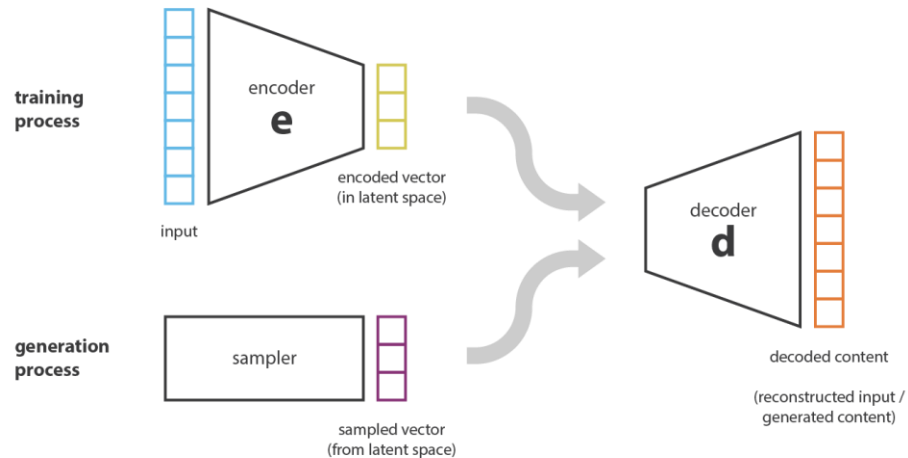 training
process
encoder
e
encoded vector
(in latent space)
input
decoder
d
generation
process
sampler
sampled vector
(from latent space)
decoded content
(reconstructed input /
generated content)